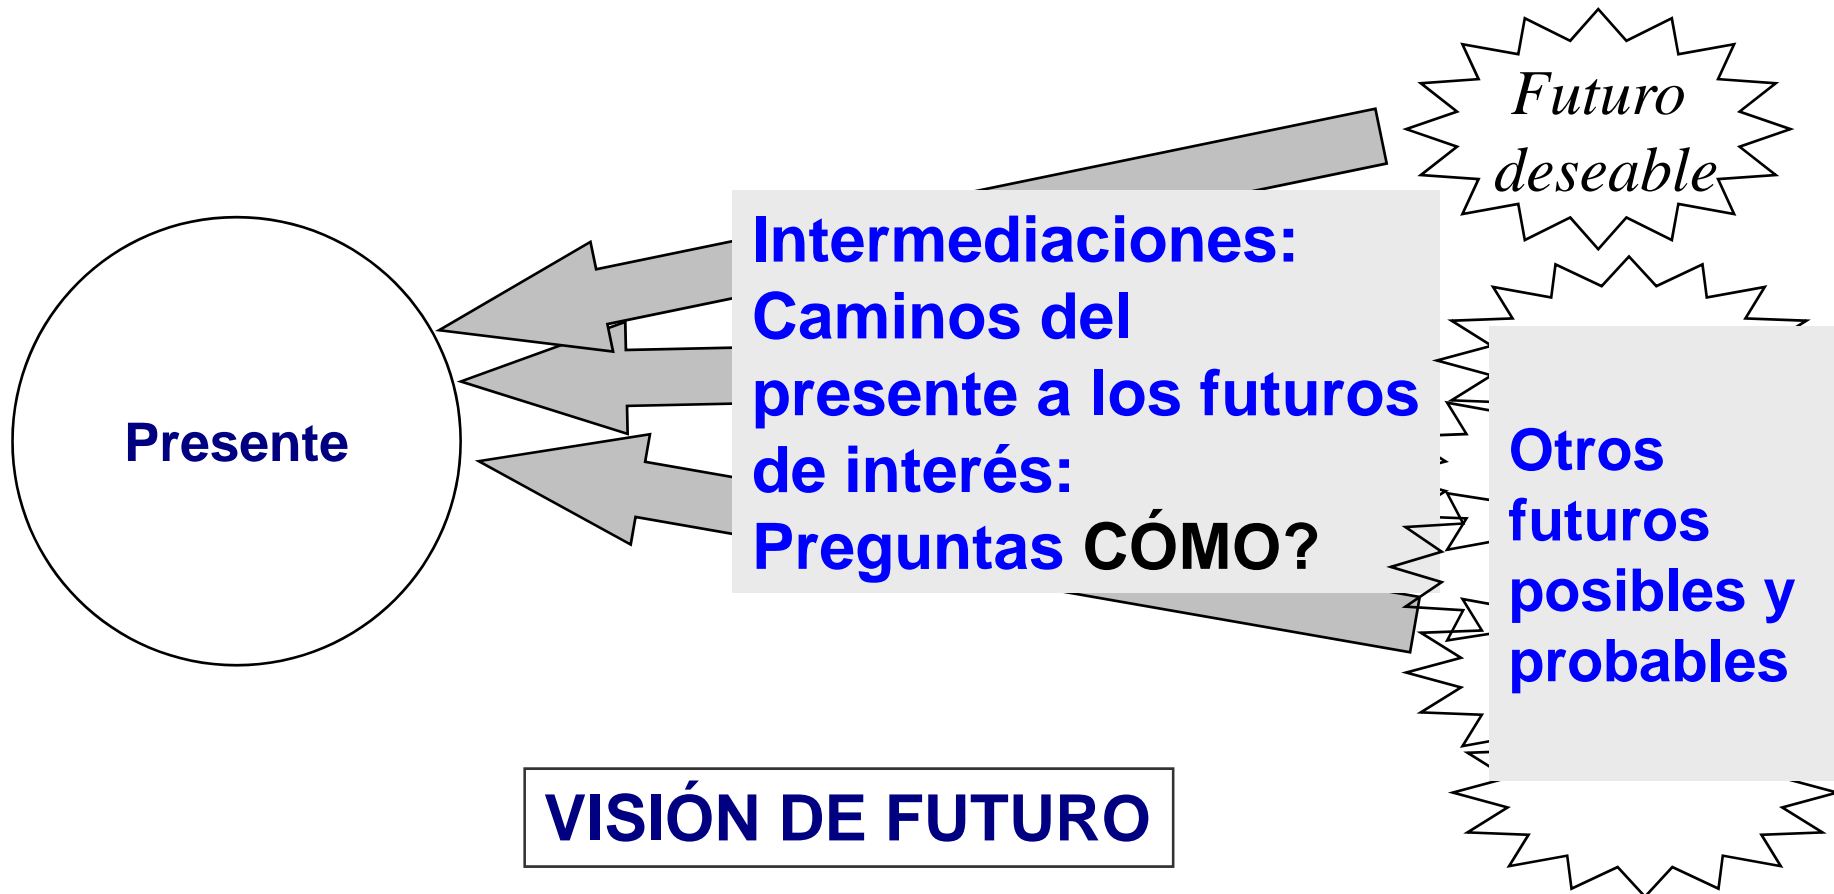 Futuro
deseable
Intermediaciones:
Caminos del
presente a los futuros
de interés:
Preguntas CÓMO?
Presente
Otros
futuros
posibles y
probables
VISIÓN DE FUTURO